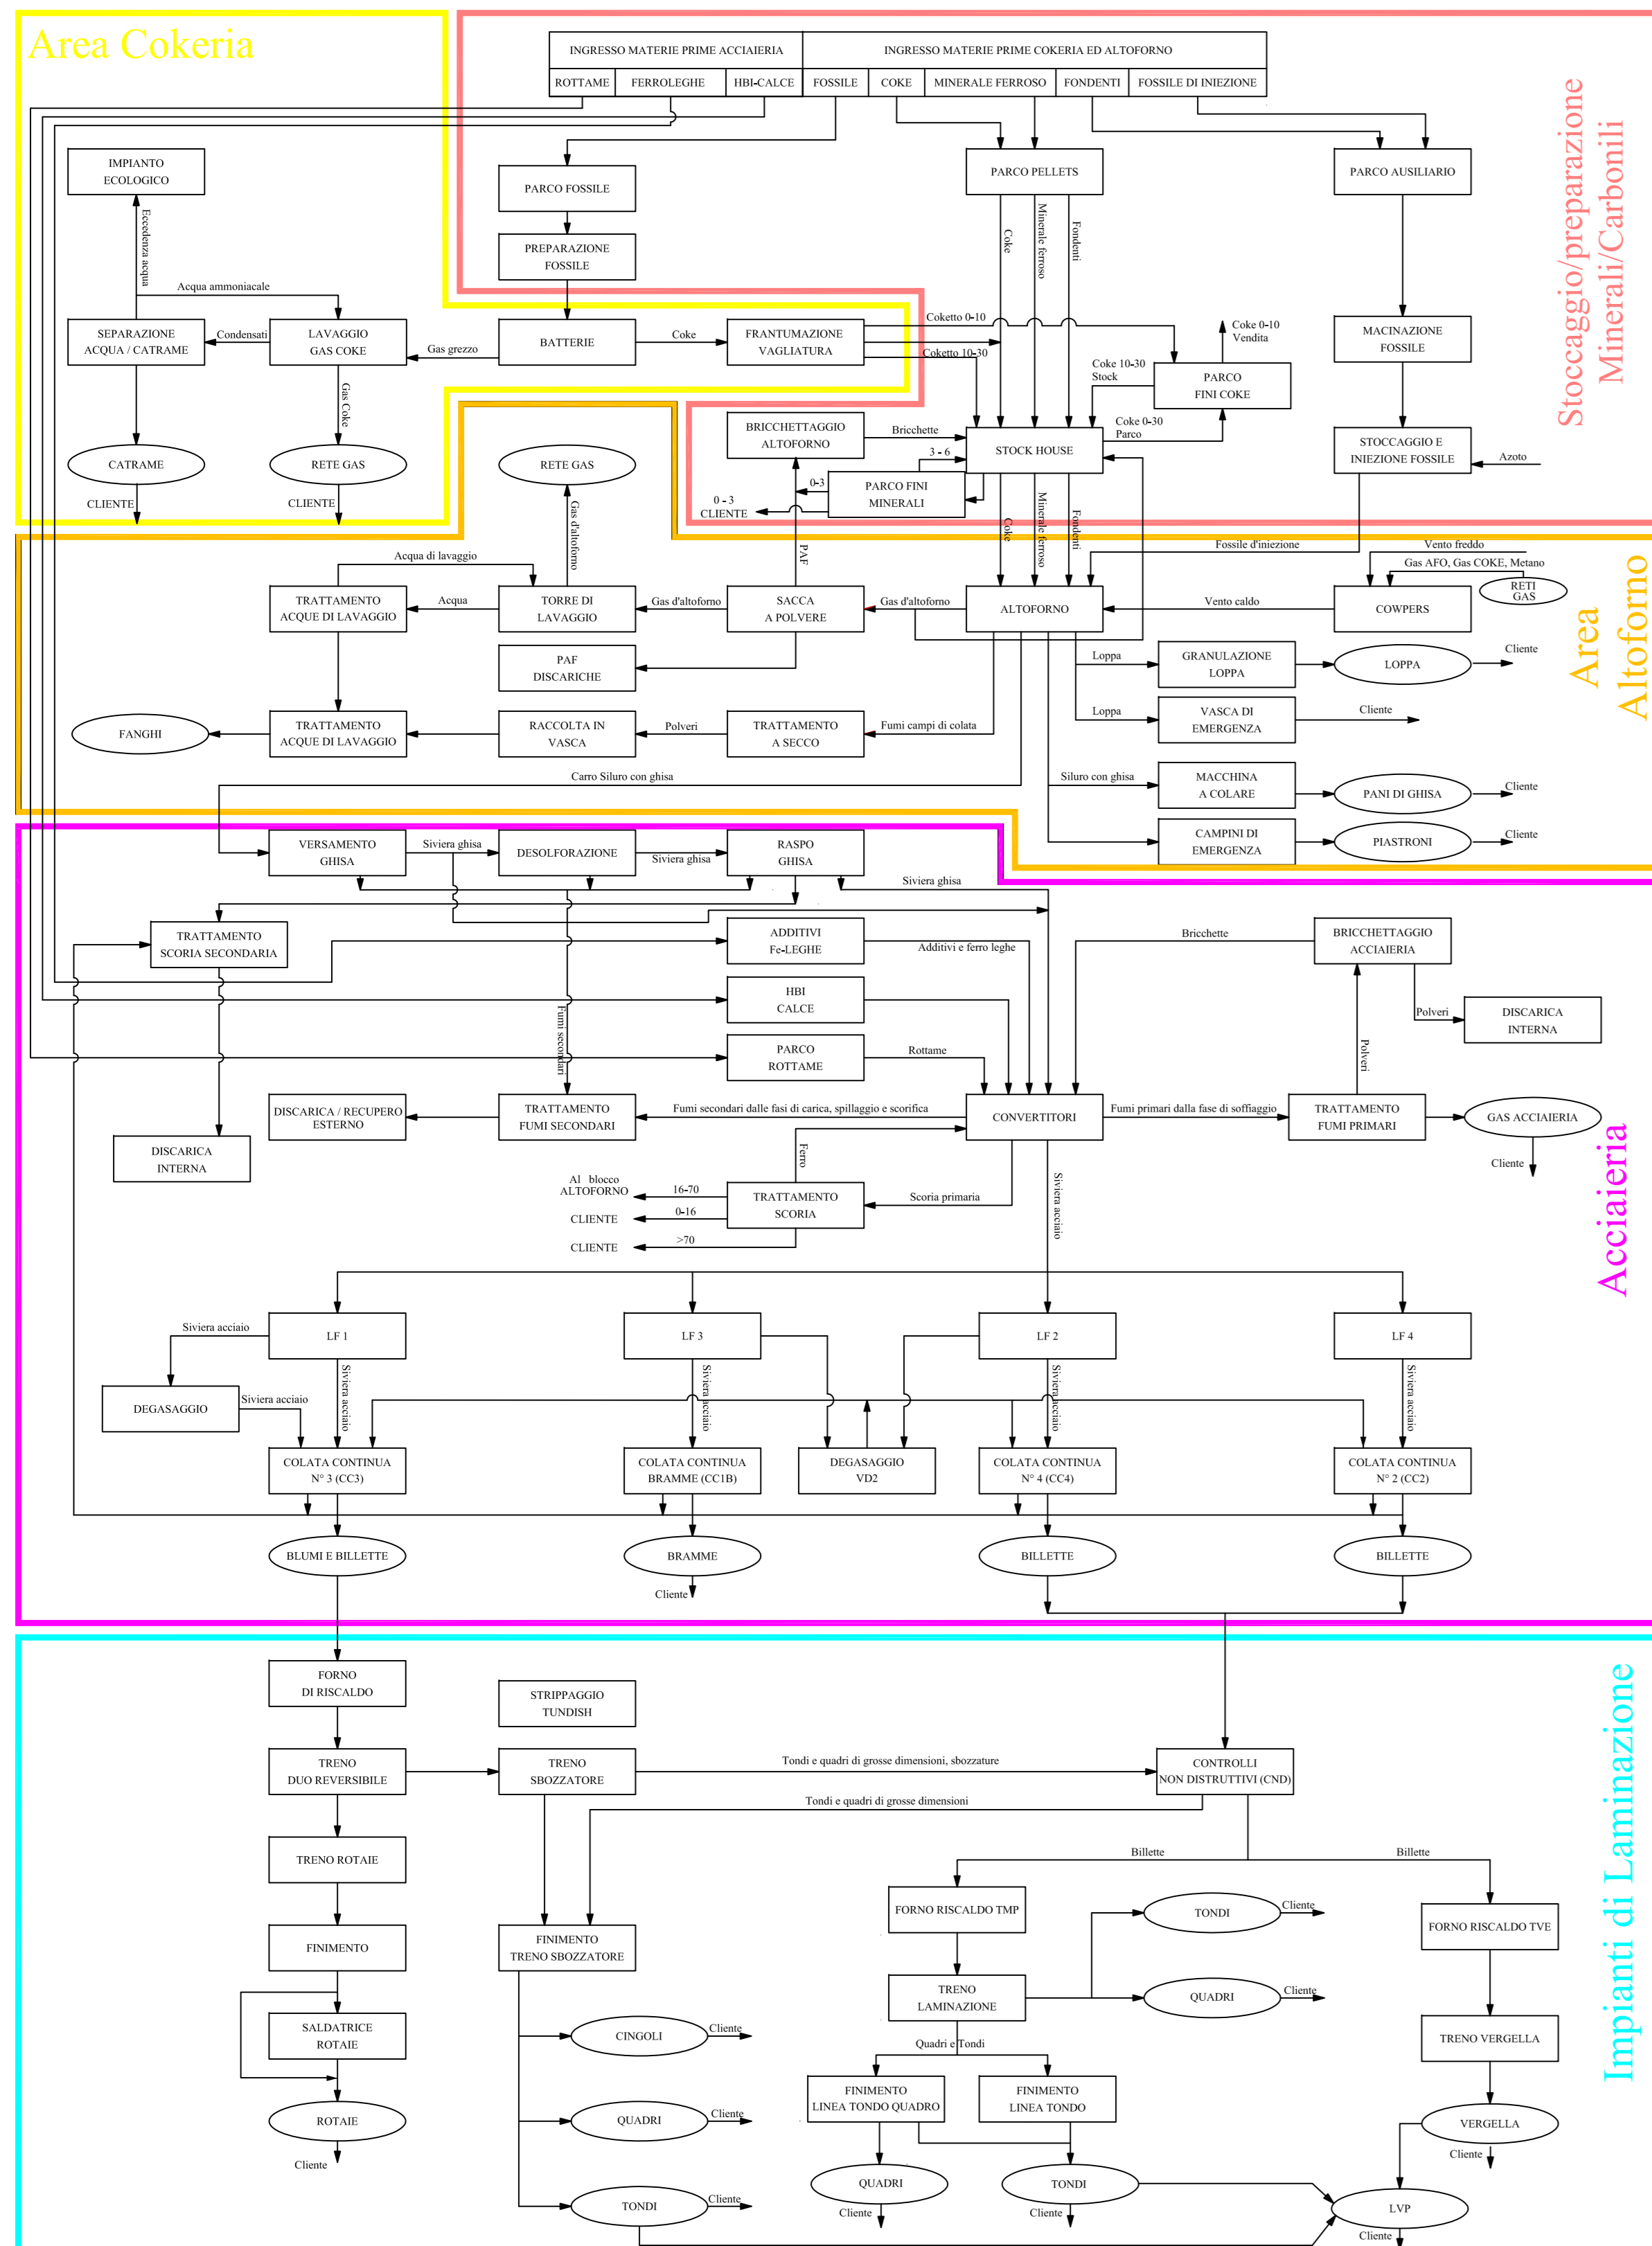 Area Cokeria
INGRESSO MATERIE PRIME ACCIAIERIA
INGRESSO MATERIE PRIME COKERIA ED ALTOFORNO
ROTTAME
FERROLEGHE
HBI-CALCE
FOSSILE
COKE
MINERALE FERROSO
FONDENTI
FOSSILE DI INIEZIONE
Stoccaggio/preparazione
Minerali/Carbonili
IMPIANTO
ECOLOGICO
PARCO FOSSILE
PARCO PELLETS
PARCO AUSILIARIO
Eccedenza acqua
Coke
Minerale ferroso
Fondenti
PREPARAZIONE
FOSSILE
Acqua ammoniacale
SEPARAZIONE
ACQUA / CATRAME
Condensati
LAVAGGIO
GAS COKE
Gas grezzo
BATTERIE
Coke
FRANTUMAZIONE
VAGLIATURA
Coketto 0-10
Coketto 10-30
Coke 0-10
Vendita
MACINAZIONE
FOSSILE
Coke 10-30
Stock
PARCO
FINI COKE
Gas Coke
BRICCHETTAGGIO
ALTOFORNO
Bricchette
STOCK HOUSE
Coke 0-30
Parco
STOCCAGGIO E
INIEZIONE FOSSILE
Azoto
CATRAME
RETE GAS
RETE GAS
3 - 6
0-3
PARCO FINI
MINERALI
0 - 3
CLIENTE
CLIENTE
CLIENTE
Gas d'altoforno
PAF
Coke
Minerale ferroso
Fondenti
Fossile d'iniezione
Vento freddo
Gas AFO, Gas COKE, Metano
RETI
GAS
Area
Altoforno
Acqua di lavaggio
TRATTAMENTO
ACQUE DI LAVAGGIO
Acqua
TORRE DI
LAVAGGIO
Gas d'altoforno
SACCA
A POLVERE
Gas d'altoforno
ALTOFORNO
Vento caldo
COWPERS
PAF
DISCARICHE
Loppa
GRANULAZIONE
LOPPA
LOPPA
Cliente
FANGHI
TRATTAMENTO
ACQUE DI LAVAGGIO
RACCOLTA IN
VASCA
Polveri
TRATTAMENTO
A SECCO
Fumi campi di colata
Loppa
VASCA DI
EMERGENZA
Cliente
Carro Siluro con ghisa
Siluro con ghisa
MACCHINA
A COLARE
PANI DI GHISA
Cliente
CAMPINI DI
EMERGENZA
PIASTRONI
Cliente
VERSAMENTO
GHISA
Siviera ghisa
DESOLFORAZIONE
Siviera ghisa
RASPO
GHISA
Siviera ghisa
TRATTAMENTO
SCORIA SECONDARIA
ADDITIVI
Fe-LEGHE
Additivi e ferro leghe
Bricchette
BRICCHETTAGGIO
ACCIAIERIA
HBI
CALCE
Fumi secondari
Polveri
DISCARICA
INTERNA
PARCO
ROTTAME
Rottame
Polveri
DISCARICA / RECUPERO
ESTERNO
TRATTAMENTO
FUMI SECONDARI
Fumi secondari dalle fasi di carica, spillaggio e scorifica
CONVERTITORI
Fumi primari dalla fase di soffiaggio
TRATTAMENTO
FUMI PRIMARI
GAS ACCIAIERIA
Cliente
DISCARICA
INTERNA
Ferro
Al blocco
ALTOFORNO
16-70
TRATTAMENTO
SCORIA
Scoria primaria
CLIENTE
0-16
CLIENTE
>70
Siviera acciaio
Acciaieria
LF 1
LF 3
LF 2
LF 4
Siviera acciaio
DEGASAGGIO
Siviera acciaio
Siviera acciaio
Siviera acciaio
Siviera acciaio
Siviera acciaio
COLATA CONTINUA
N° 3 (CC3)
COLATA CONTINUA
BRAMME (CC1B)
DEGASAGGIO
VD2
COLATA CONTINUA
N° 4 (CC4)
COLATA CONTINUA
N° 2 (CC2)
BLUMI E BILLETTE
BRAMME
BILLETTE
BILLETTE
Cliente
Impianti di Laminazione
FORNO
DI RISCALDO
STRIPPAGGIO
TUNDISH
TRENO
DUO REVERSIBILE
TRENO
SBOZZATORE
Tondi e quadri di grosse dimensioni, sbozzature
CONTROLLI
NON DISTRUTTIVI (CND)
Tondi e quadri di grosse dimensioni
TRENO ROTAIE
Billette
Billette
FORNO RISCALDO TMP
TONDI
Cliente
FORNO RISCALDO TVE
FINIMENTO
FINIMENTO
TRENO SBOZZATORE
TRENO
LAMINAZIONE
QUADRI
Cliente
SALDATRICE
ROTAIE
CINGOLI
Cliente
Quadri e Tondi
TRENO VERGELLA
FINIMENTO
LINEA TONDO QUADRO
FINIMENTO
LINEA TONDO
ROTAIE
Cliente
QUADRI
Cliente
VERGELLA
Cliente
QUADRI
Cliente
TONDI
Cliente
TONDI
Cliente
LVP
Cliente